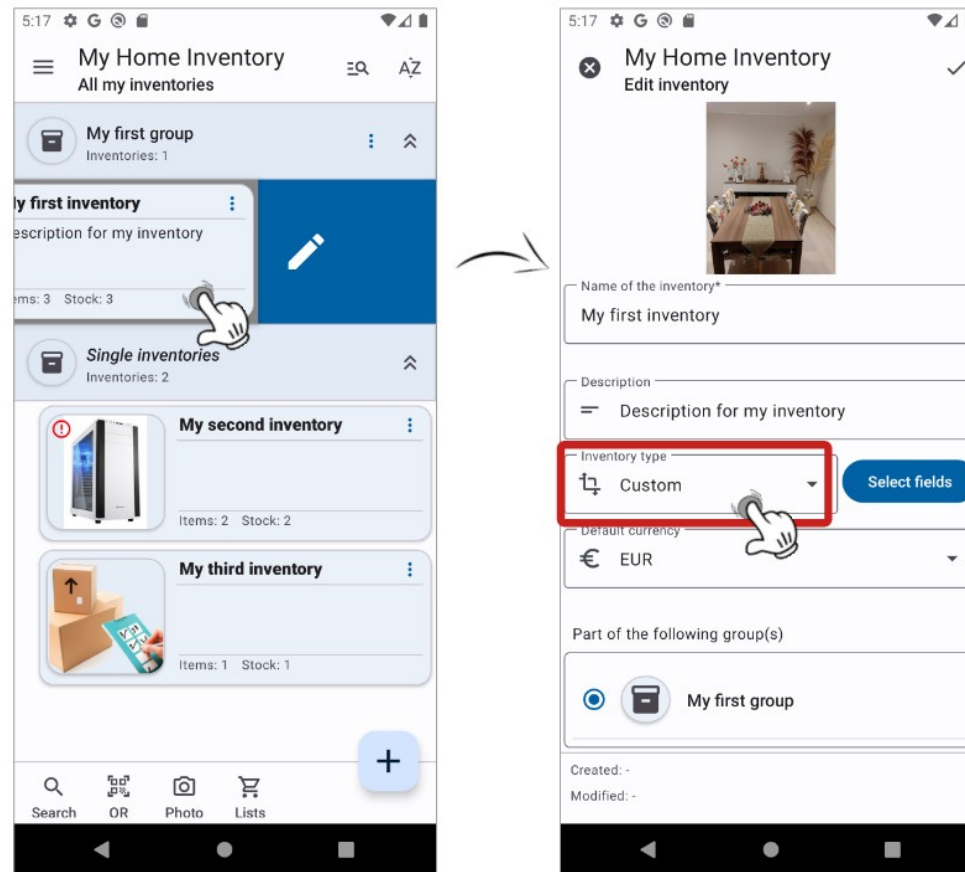 5:17
My Home Inventory
All my inventories
My first group
Inventories: 1
ly first inventory
escription for my inventory
ems: 3 Stock: 3
Single inventories
Inventories: 2
My second inventory
Items: 2 Stock: 2
My third inventory
Items: 1 Stock: 1
Search OR Photo Lists
5:17
My Home Inventory
Edit inventory
Name of the inventory*
My first inventory
Description
Description for my inventory
Inventory type
Custom
Select fields
Default currency
€ EUR
Part of the following group(s)
My first group
Created: -
Modified: -